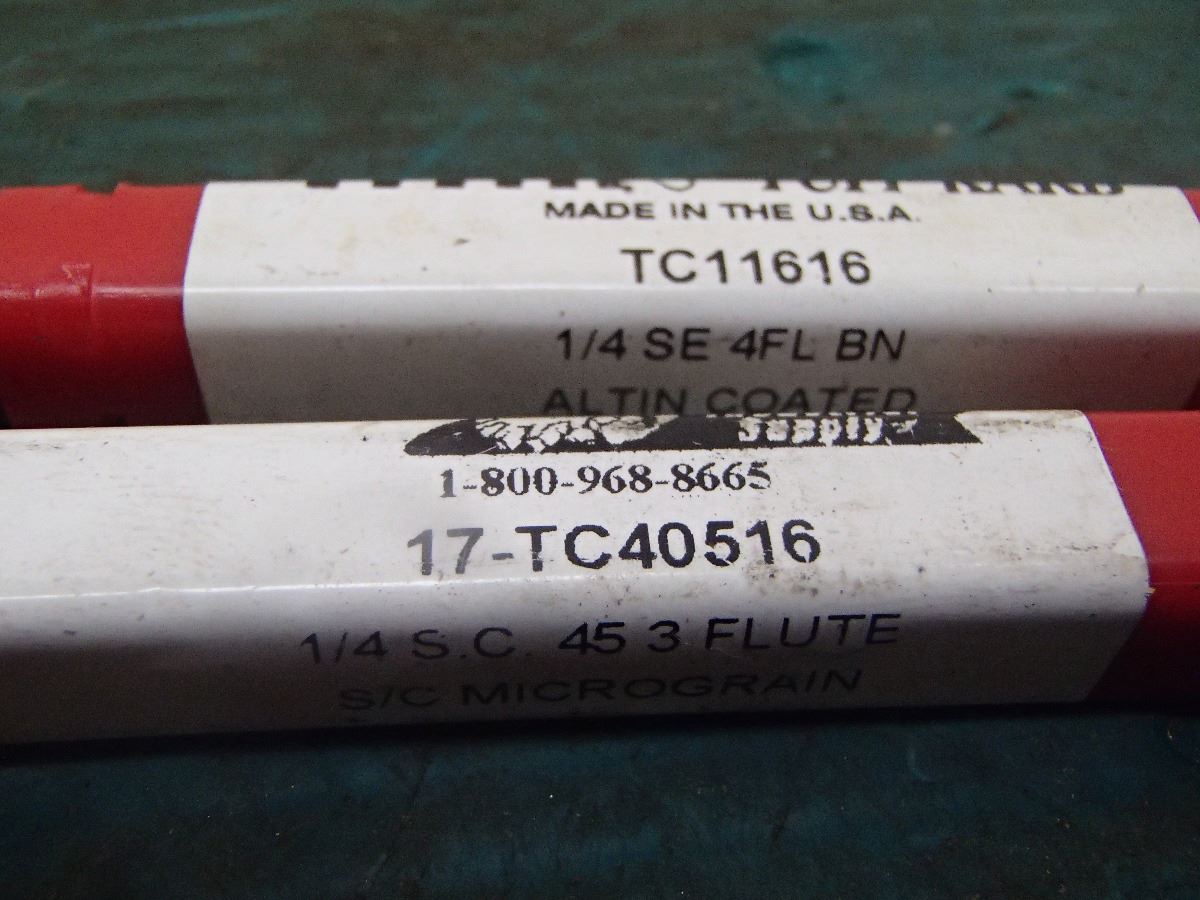 MADE IN THE U.S.A.
TC11616
1/4 SE 4FL BN
ALTIN COATED
Supply
1-800-968-8665
17-TC40516
1/4 S.C. 45 3 FLUTE
S/C MICROGRAIN